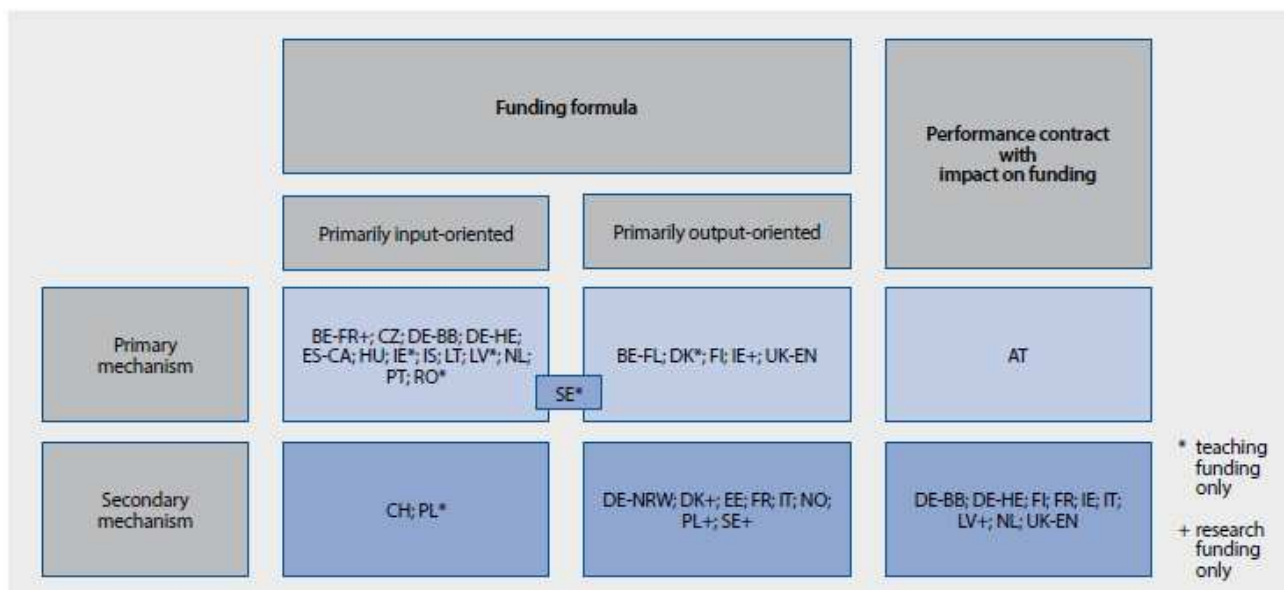 Funding formula
Performance contract
with
impact on funding
Primarily input-oriented
Primarily output-oriented
Primary
mechanism
BE-FR+; CZ; DE-BB; DE-HE;
ES-CA; HU; IE*; IS; LT; LV*; NL;
PT; RO*
SE*
BE-FL; DK*; FI; IE+; UK-EN
AT
Secondary
mechanism
CH; PL*
DE-NRW; DK+; EE; FR; IT; NO;
PL+; SE+
DE-BB; DE-HE; FI; FR; IE; IT;
LV+; NL; UK-EN
* teaching
funding
only
+ research
funding
only